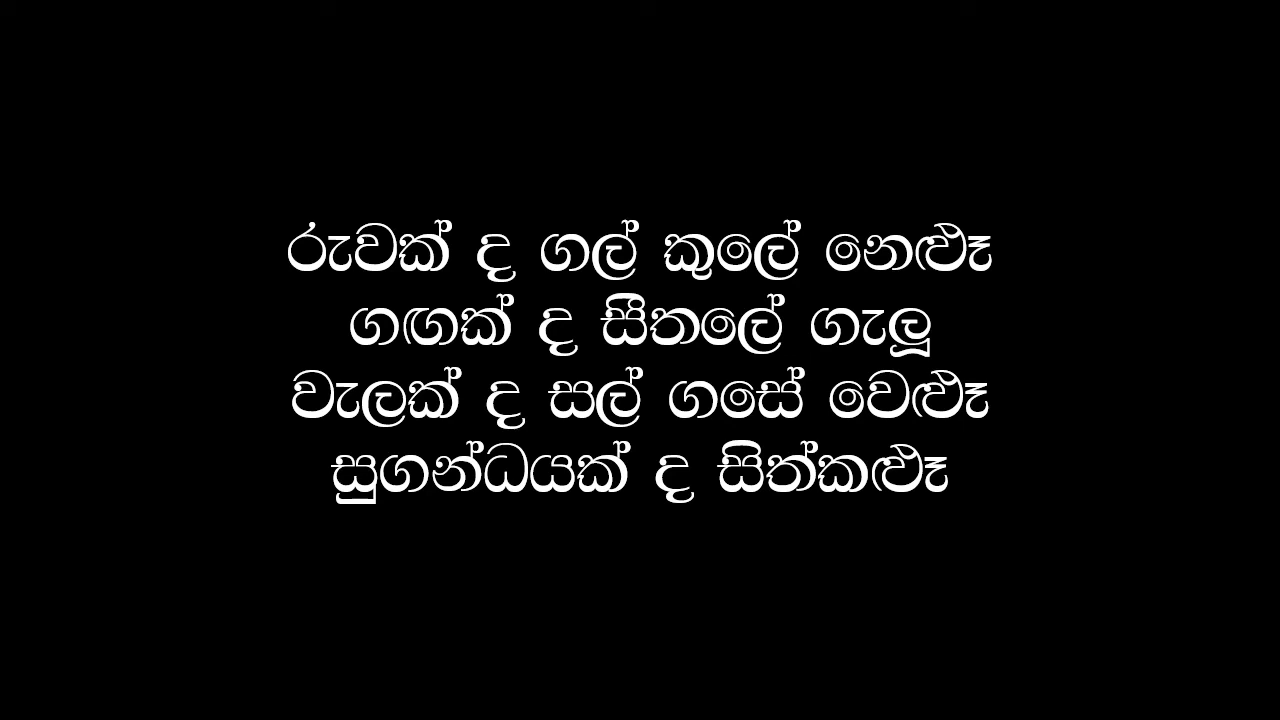 රුවක් ද ගල් කුලේ නෙළූ
ගඟක් ද සීතලේ ගැලූ
වැලක් ද සල් ගසේ වෙළූ
සුගන්ධයක් ද සිත්කළූ